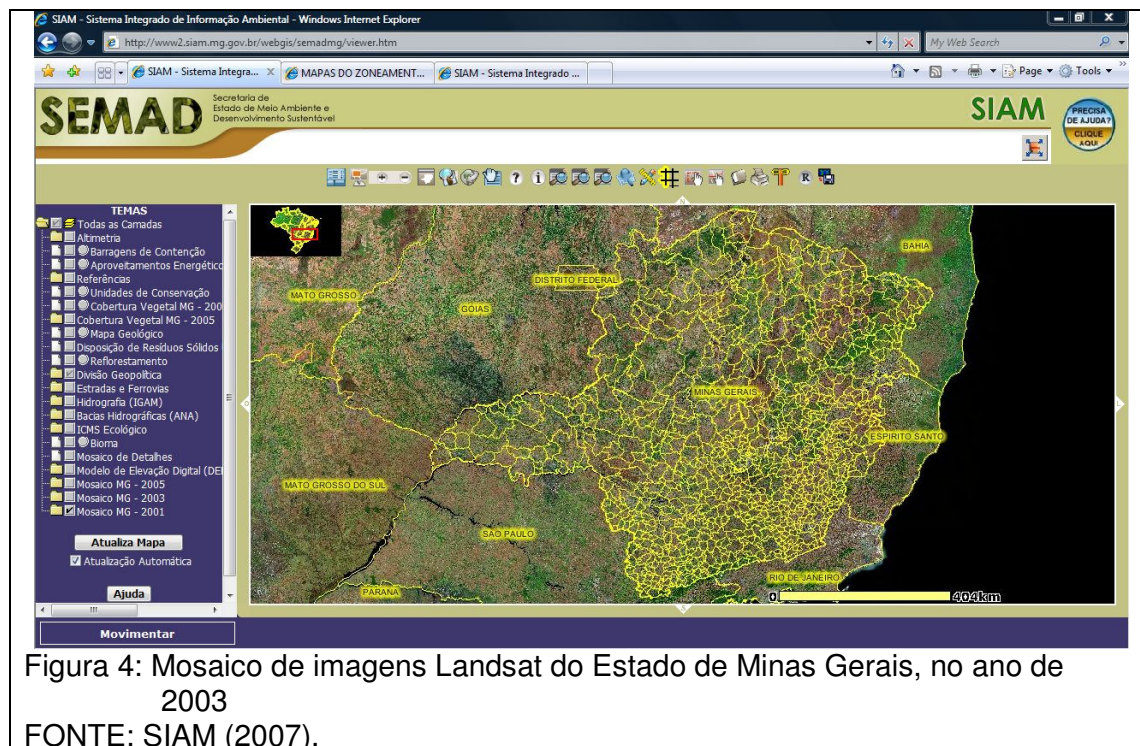 SIAM - Sistema Integrado de Informação Ambiental - Windows Internet Explorer
http://www2.siam.mg.gov.br/webgis/semadmg/viewer.htm
My Web Search
SIAM - Sistema Integra... x
MAPAS DO ZONEAMENT...
SIAM - Sistema Integrado ...
Page
Tools
SEMAD
Secretaria de
Estado de Meio Ambiente e
Desenvolvimento Sustentável
SIAM
PRECISA
DE AJUDA?
CLIQUE
AQUI
TEMAS
Todas as Camadas
Altimetria
Barragens de Contenção
Aproveitamentos Energétic
Referências
Unidades de Conservação
Cobertura Vegetal MG - 200
Cobertura Vegetal MG - 2005
Mapa Geológico
Disposição de Resíduos Sólidos
Reflorestamento
Divisão Geopolítica
Estradas e Ferrovias
Hidrografia (IGAM)
Bacias Hidrográficas (ANA)
ICMS Ecológico
Bioma
Mosaico de Detalhes
Modelo de Elevação Digital (DE
Mosaico MG - 2005
Mosaico MG - 2003
Mosaico MG - 2001
Atualiza Mapa
Atualização Automática
Ajuda
Movimentar
BAHIA
DISTRITO FEDERAL
MATO GROSSO
GOIAS
MINAS GERAIS
ESPIRITO SANTO
MATO GROSSO DO SUL
SAO PAULO
RIO DE JANEIRO
PARANA
0 404km
Figura 4: Mosaico de imagens Landsat do Estado de Minas Gerais, no ano de
2003
FONTE: SIAM (2007).